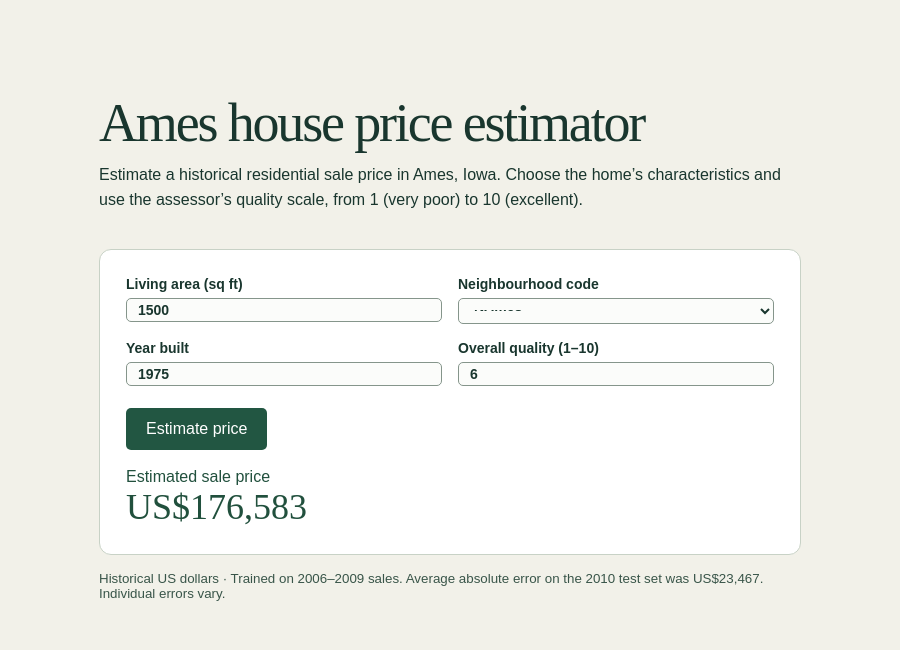 Ames house price estimator
Estimate a historical residential sale price in Ames, Iowa. Choose the home’s characteristics and
use the assessor’s quality scale, from 1 (very poor) to 10 (excellent).
Living area (sq ft)
Neighbourhood code
1500
Year built
Overall quality (1–10)
1975
6
Estimate price
Estimated sale price
US$176,583
Historical US dollars · Trained on 2006–2009 sales. Average absolute error on the 2010 test set was US$23,467.
Individual errors vary.